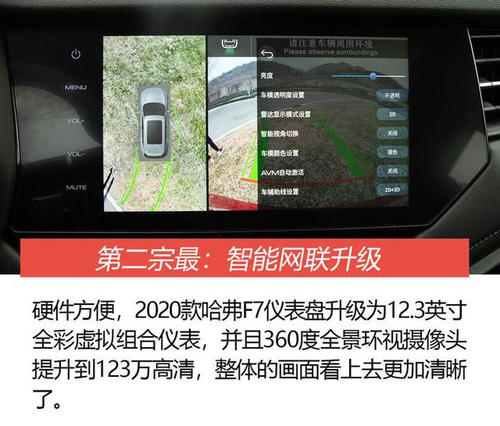 请注意车辆周围环境
Please observe surroundings
亮度
车模透明度设置
不透明
雷达显示模式设置
2D
智能视角切换
关闭
车模颜色设置
银色
AVM自动激活
关闭
车辅助线设置
2D+3D
MENU
VOL+
VOL-
MUTE
第二宗最：智能网联升级
硬件方便，2020款哈弗F7仪表盘升级为12.3英寸
全彩虚拟组合仪表，并且360度全景环视摄像头
提升到123万高清，整体的画面看上去更加清晰
了。